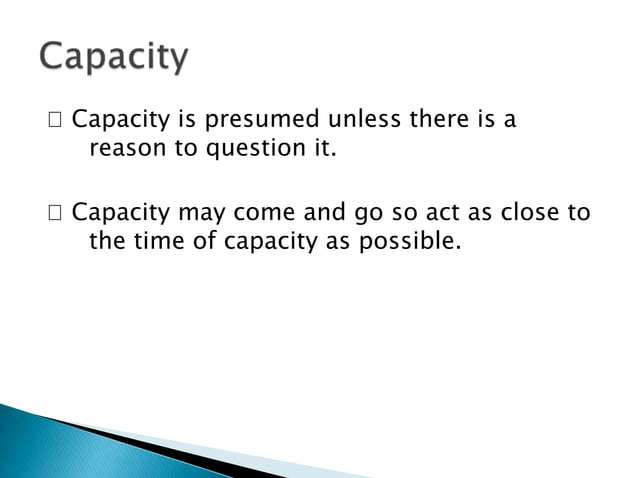 Capacity
□ Capacity is presumed unless there is a
reason to question it.
□ Capacity may come and go so act as close to
the time of capacity as possible.